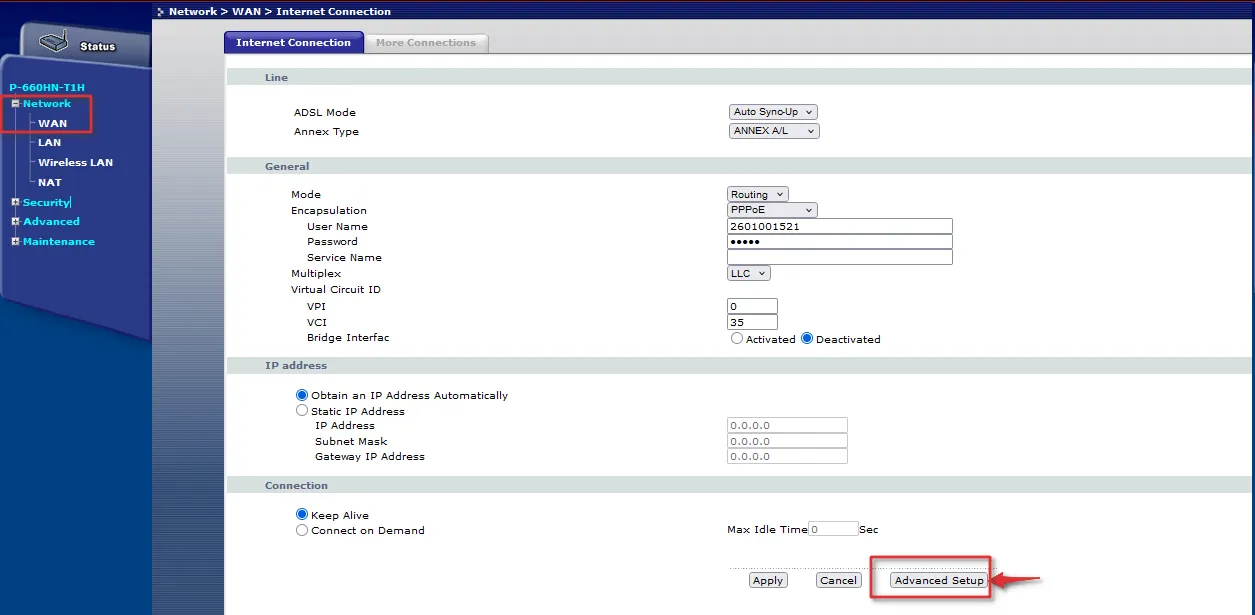 Network > WAN > Internet Connection
Status
P-660HN-T1H
Network
WAN
LAN
Wireless LAN
NAT
Security
Advanced
Maintenance
Internet Connection More Connections
Line
ADSL Mode Auto Sync-Up
Annex Type ANNEX A/L
General
Mode Routing
Encapsulation PPPoE
User Name 2601001521
Password •••••
Service Name
Multiplex LLC
Virtual Circuit ID
VPI 0
VCI 35
Bridge Interfac Activated Deactivated
IP address
Obtain an IP Address Automatically
Static IP Address
IP Address 0.0.0.0
Subnet Mask 0.0.0.0
Gateway IP Address 0.0.0.0
Connection
Keep Alive
Connect on Demand Max Idle Time 0 Sec
Apply Cancel Advanced Setup